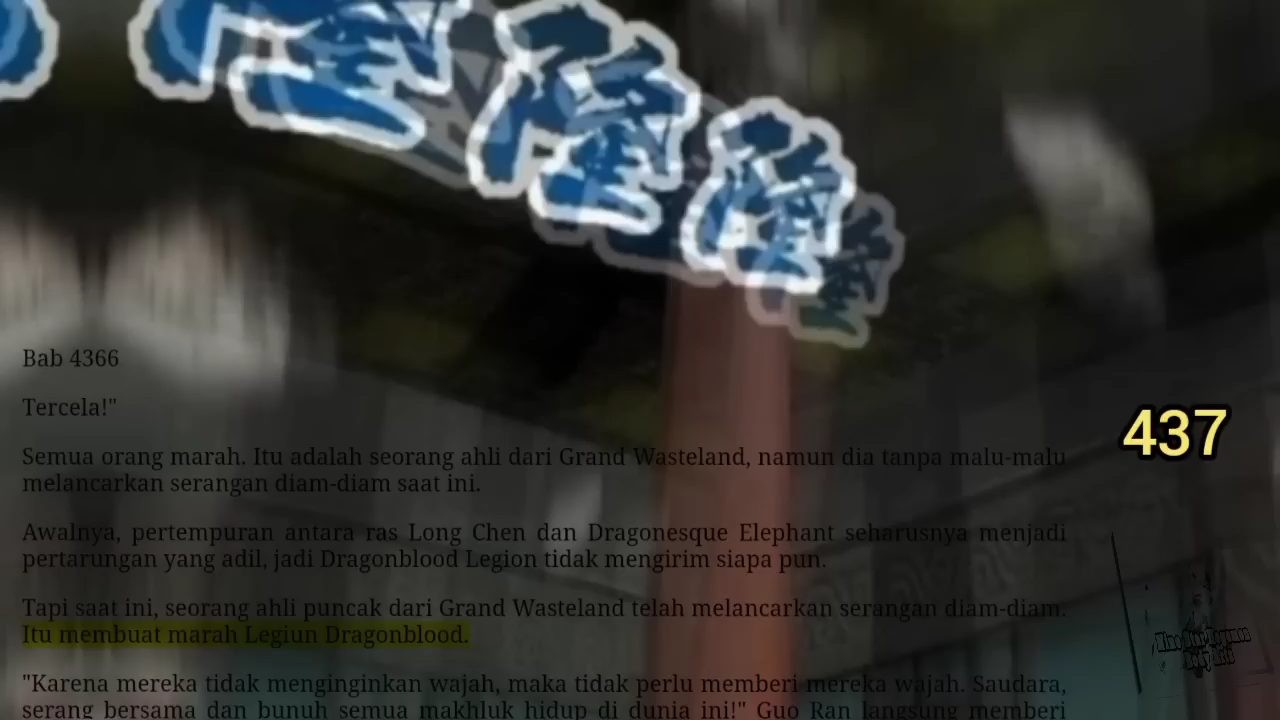 Bab 4366
Tercela!"
437
Semua orang marah. Itu adalah seorang ahli dari Grand Wasteland, namun dia tanpa malu-malu
melancarkan serangan diam-diam saat ini.
Awalnya, pertempuran antara ras Long Chen dan Dragonesque Elephant seharusnya menjadi
pertarungan yang adil, jadi Dragonblood Legion tidak mengirim siapa pun.
Tapi saat ini, seorang ahli puncak dari Grand Wasteland telah melancarkan serangan diam-diam.
Itu membuat marah Legiun Dragonblood.
"Karena mereka tidak menginginkan wajah, maka tidak perlu memberi mereka wajah. Saudara,
serang bersama dan bunuh semua makhluk hidup di dunia ini!" Guo Ran langsung memberi